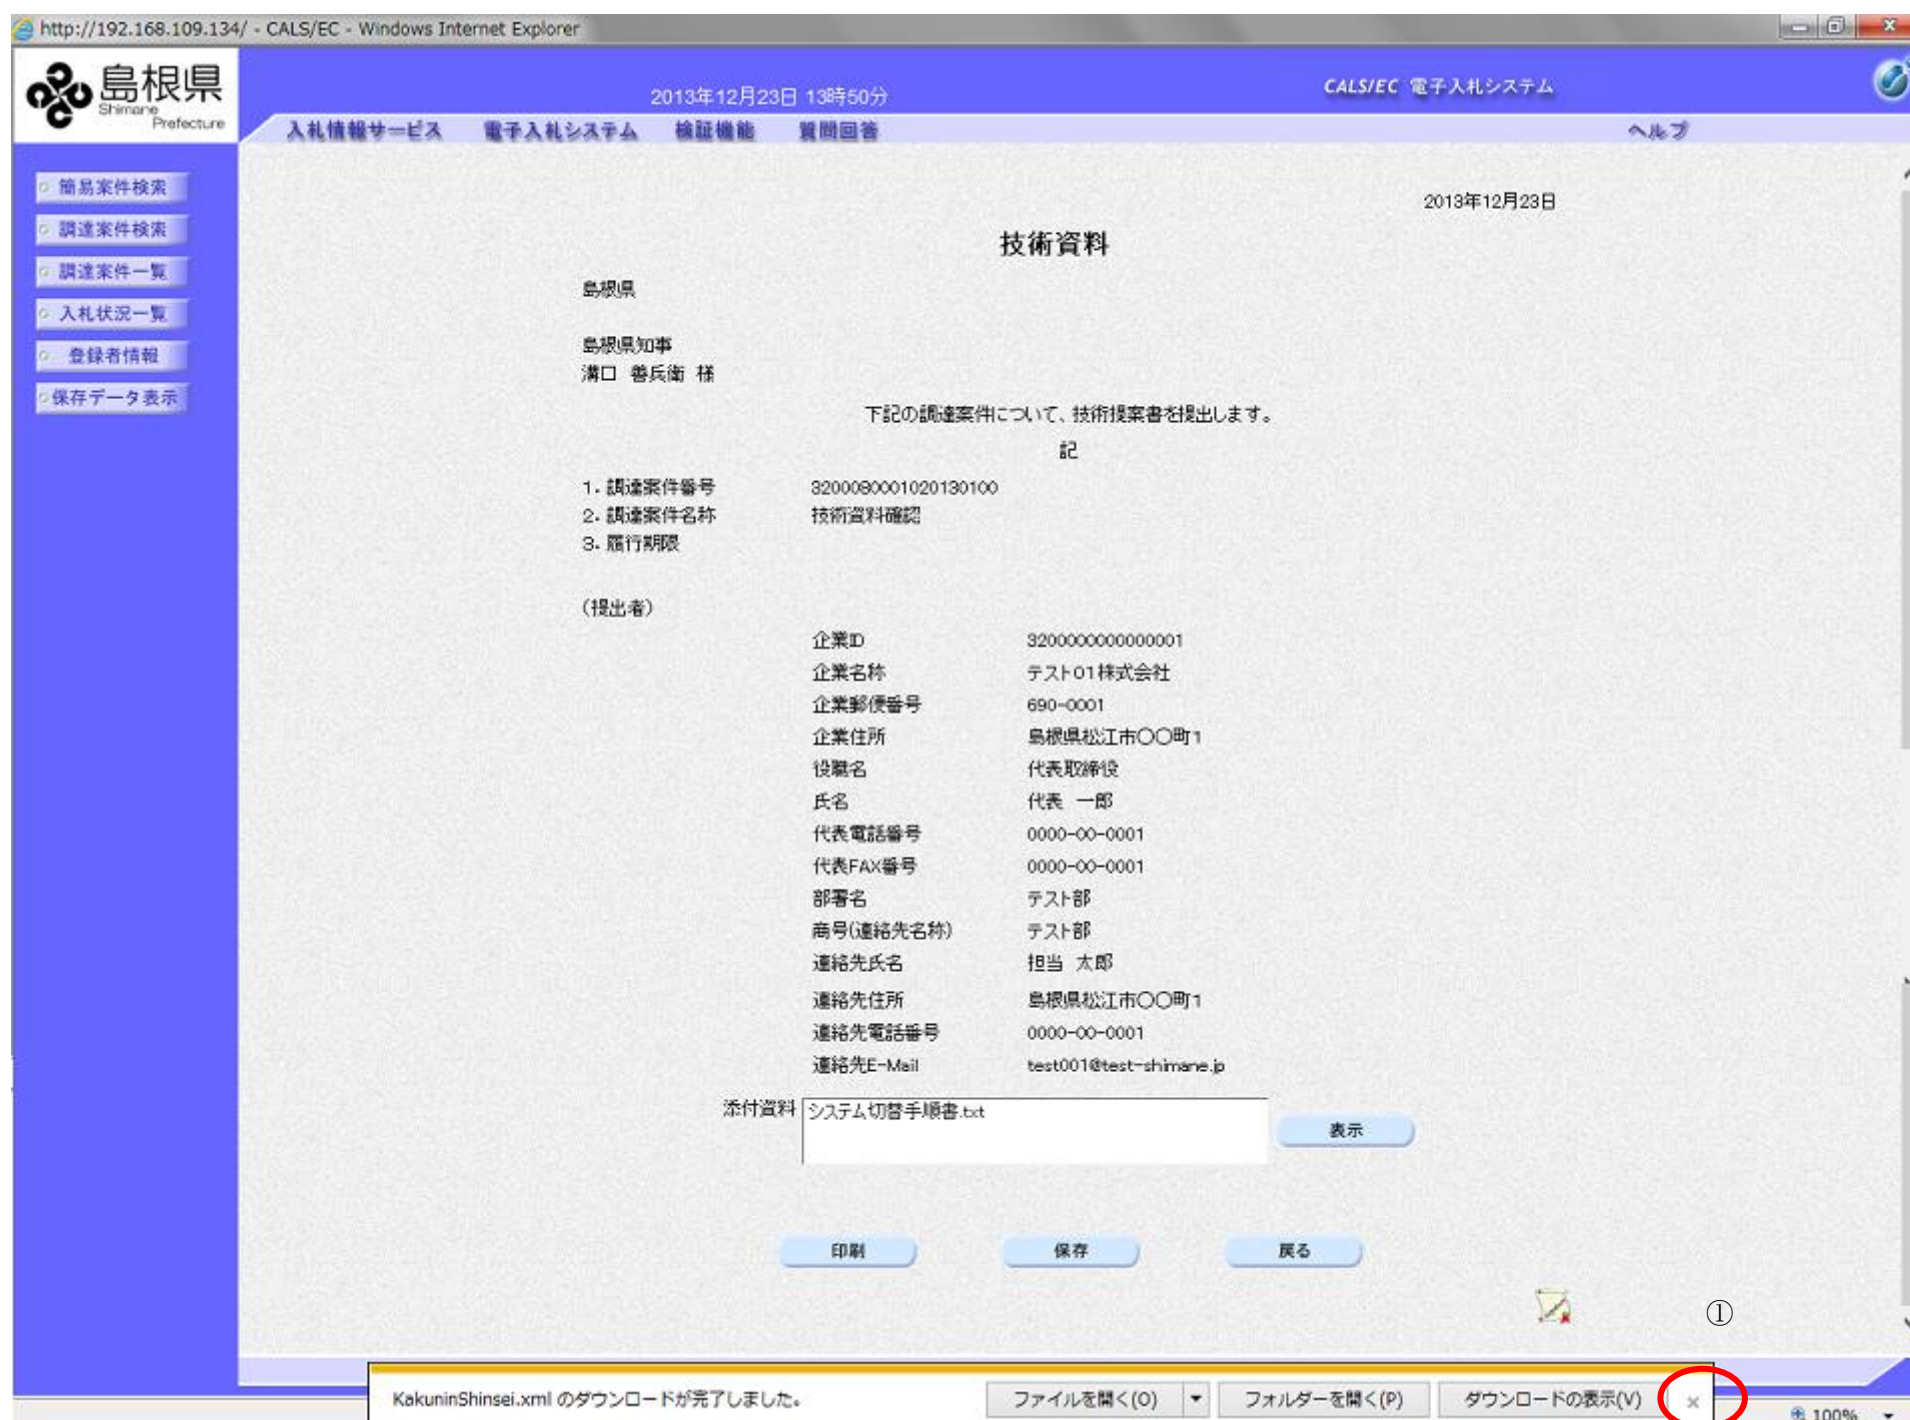 http://192.168.109.134/ - CALS/EC - Windows Internet Explorer
島根県
Shimane
Prefecture
2013年12月23日 13時50分
CALS/EC 電子入札システム
入札情報サービス 電子入札システム 検証機能 質問回答 ヘルプ
簡易案件検索
調達案件検索
調達案件一覧
入札状況一覧
登録者情報
保存データ表示
2013年12月23日
技術資料
島根県
島根県知事
溝口 善兵衛 様
下記の調達案件について、技術提案書を提出します。
記
1. 調達案件番号 3200080001020130100
2. 調達案件名称 技術資料確認
3. 履行期限
（提出者）
企業ID 3200000000000001
企業名称 テスト01株式会社
企業郵便番号 690-0001
企業住所 島根県松江市〇〇町1
役職名 代表取締役
氏名 代表 一郎
代表電話番号 0000-00-0001
代表FAX番号 0000-00-0001
部署名 テスト部
商号(連絡先名称) テスト部
連絡先氏名 担当 太郎
連絡先住所 島根県松江市〇〇町1
連絡先電話番号 0000-00-0001
連絡先E-Mail test001@test-shimane.jp
添付資料 システム切替手順書.txt 表示
印刷 保存 戻る
①
KakuninShinsei.xml のダウンロードが完了しました。 ファイルを開く(O) フォルダーを開く(P) ダウンロードの表示(V) ×
100%